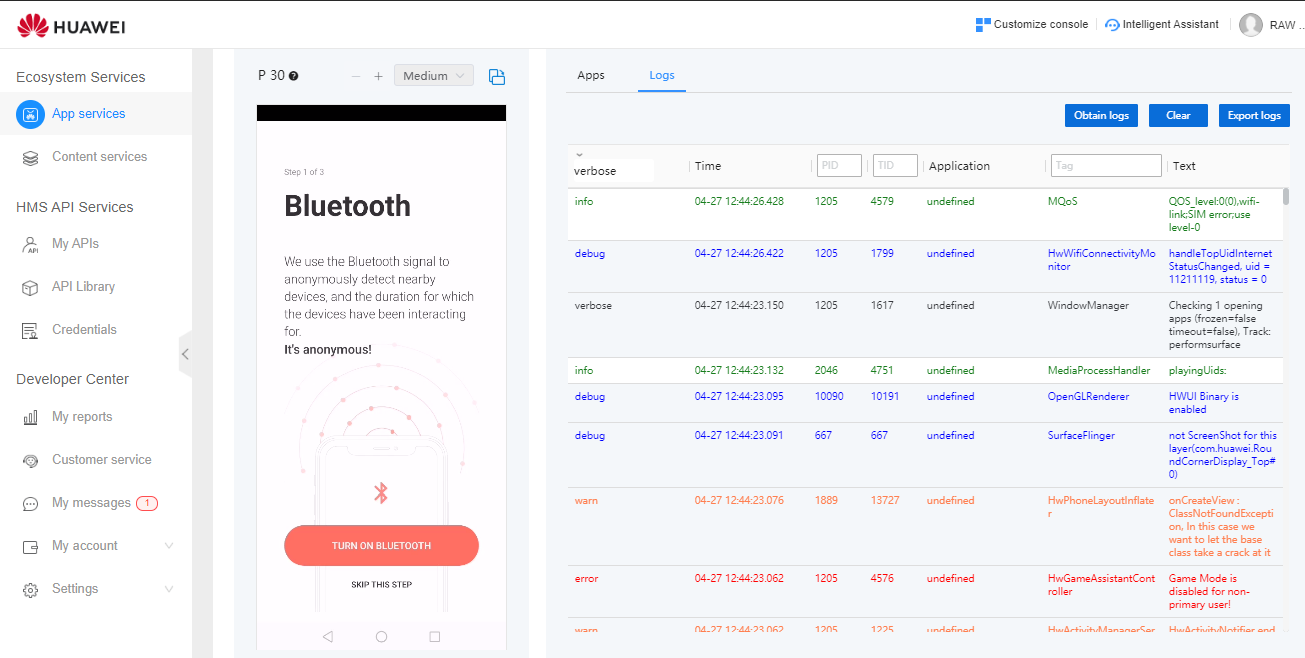 HUAWEI
Customize console
Intelligent Assistant
RAW ..
Ecosystem Services
App services
Content services
HMS API Services
My APIs
API Library
Credentials
Developer Center
My reports
Customer service
My messages 1
My account
Settings
P 30 ?
− + Medium
Step 1 of 3
Bluetooth
We use the Bluetooth signal to
anonymously detect nearby
devices, and the duration for which
the devices have been interacting
for.
It's anonymous!
TURN ON BLUETOOTH
SKIP THIS STEP
Apps Logs
Obtain logs Clear Export logs
verbose Time PID TID Application Tag Text
info 04-27 12:44:26.428 1205 4579 undefined MQoS QOS_level:0(0),wifi-
link;SIM error;use
level-0
debug 04-27 12:44:26.422 1205 1799 undefined HwWifiConnectivityMo handleTopUidInternet
nitor StatusChanged, uid =
11211119, status = 0
verbose 04-27 12:44:23.150 1205 1617 undefined WindowManager Checking 1 opening
apps (frozen=false
timeout=false), Track:
performsurface
info 04-27 12:44:23.132 2046 4751 undefined MediaProcessHandler playingUids:
debug 04-27 12:44:23.095 10090 10191 undefined OpenGLRenderer HWUI Binary is
enabled
debug 04-27 12:44:23.091 667 667 undefined SurfaceFlinger not ScreenShot for this
layer(com.huawei.Rou
ndCornerDisplay_Top#
0)
warn 04-27 12:44:23.076 1889 13727 undefined HwPhoneLayoutInflate onCreateView :
r ClassNotFoundExcepti
on, In this case we
want to let the base
class take a crack at it
error 04-27 12:44:23.062 1205 4576 undefined HwGameAssistantCont Game Mode is
roller disabled for non-
primary user!
warn 04-27 12:44:23.062 1205 1225 undefined HwActivityManagerSer HwActivityNotifier end